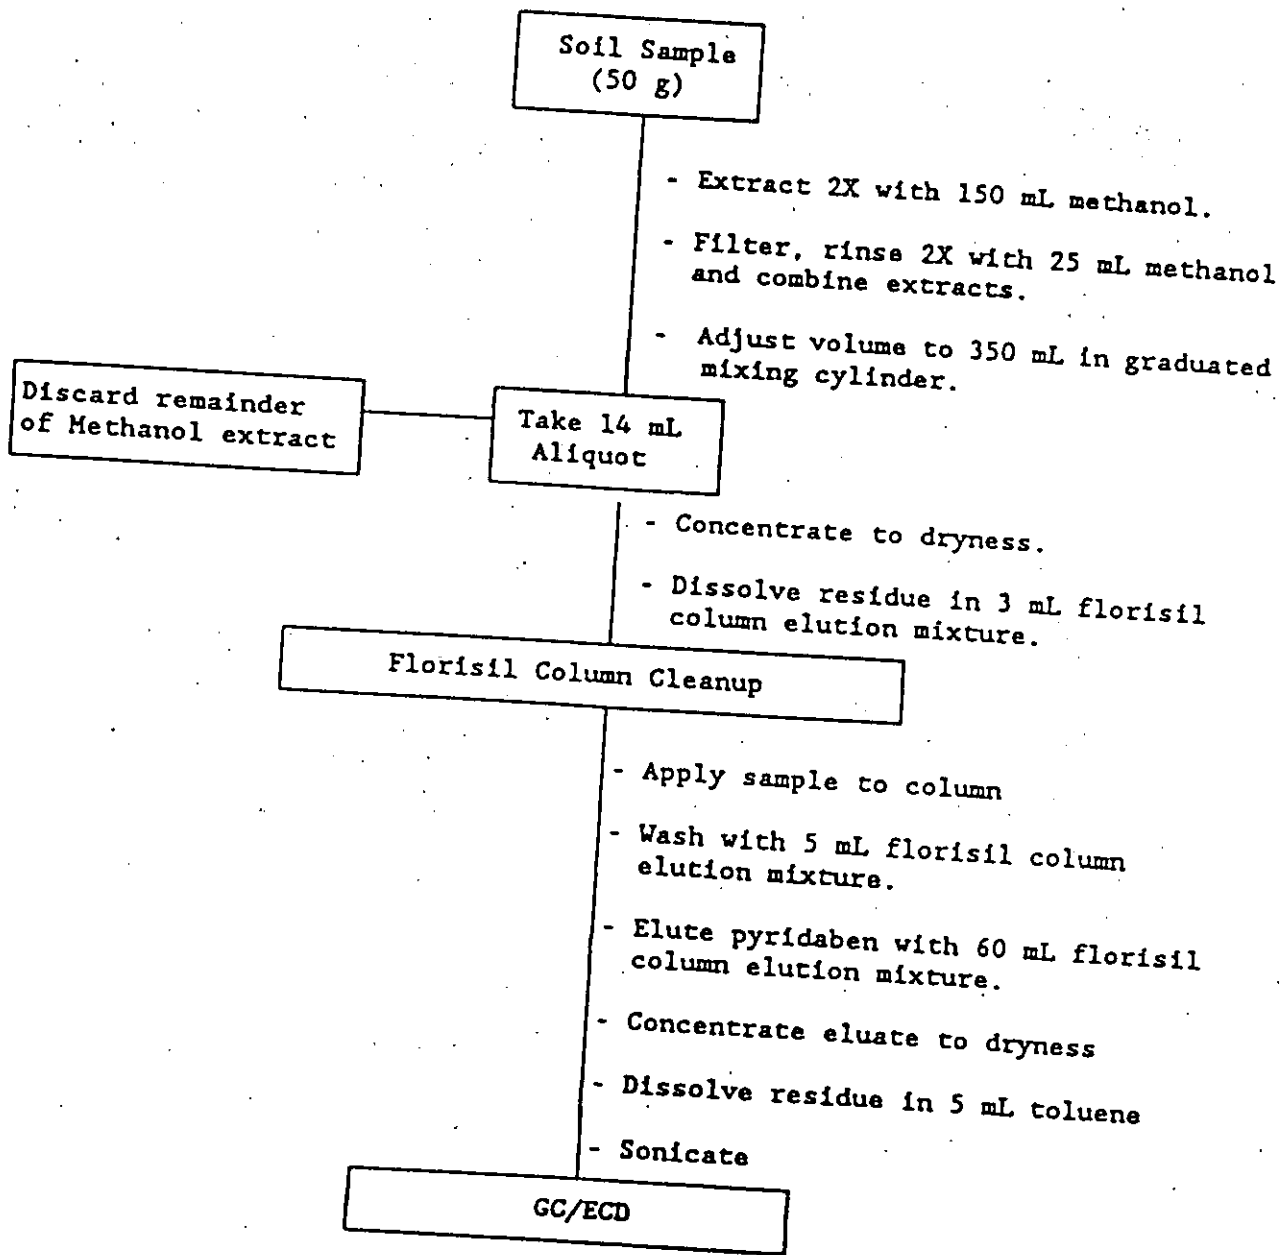 Soil Sample
(50 g)
- Extract 2X with 150 mL methanol.
- Filter, rinse 2X with 25 mL methanol
and combine extracts.
- Adjust volume to 350 mL in graduated
mixing cylinder.
Discard remainder
of Methanol extract
Take 14 mL
Aliquot
- Concentrate to dryness.
- Dissolve residue in 3 mL florisil
column elution mixture.
Florisil Column Cleanup
- Apply sample to column
- Wash with 5 mL florisil column
elution mixture.
- Elute pyridaben with 60 mL florisil
column elution mixture.
- Concentrate eluate to dryness
- Dissolve residue in 5 mL toluene
- Sonicate
GC/ECD